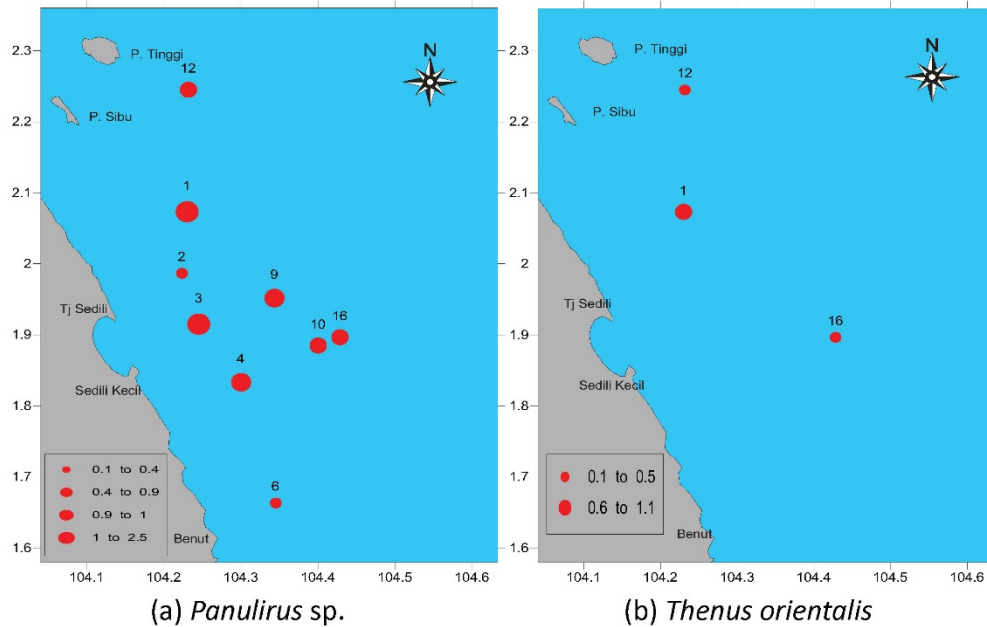 2.3
2.2
2.1
2
1.9
1.8
1.7
1.6
P. Tinggi
P. Sibu
N
12
1
2
3
9
10
16
4
6
Tj Sedili
Sedili Kecil
Benut
0.1 to 0.4
0.4 to 0.9
0.9 to 1
1 to 2.5
104.1 104.2 104.3 104.4 104.5 104.6
(a) Panulirus sp.
2.3
2.2
2.1
2
1.9
1.8
1.7
1.6
P. Tinggi
P. Sibu
N
12
1
16
Tj Sedili
Sedili Kecil
Benut
0.1 to 0.5
0.6 to 1.1
104.1 104.2 104.3 104.4 104.5 104.6
(b) Thenus orientalis